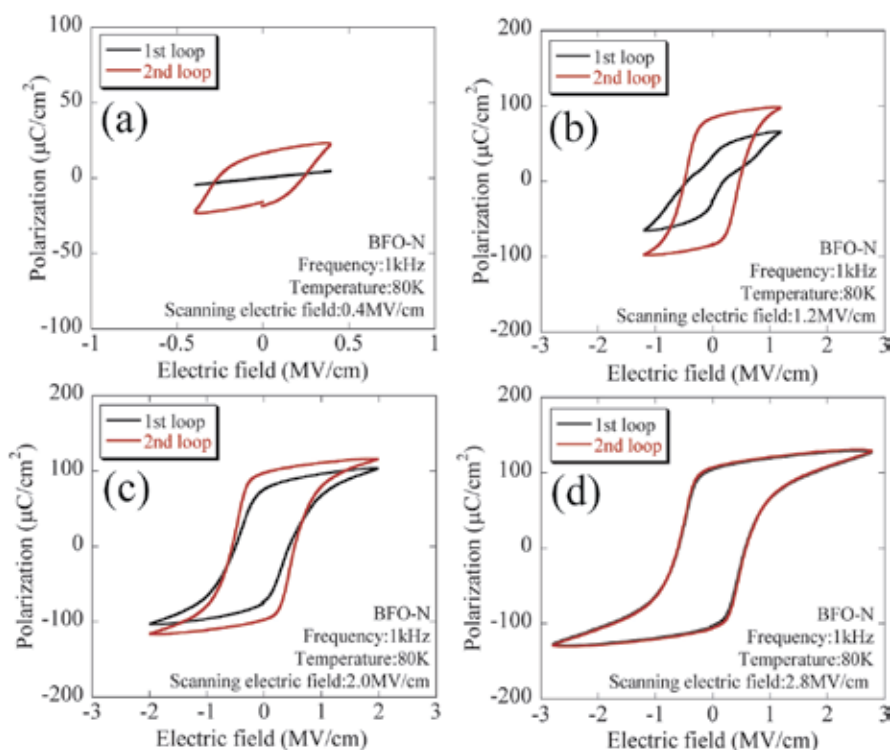 100
50
0
-50
-100
Polarization (μC/cm²)
1st loop
2nd loop
(a)
BFO-N
Frequency:1kHz
Temperature:80K
Scanning electric field:0.4MV/cm
-1 -0.5 0 0.5 1
Electric field (MV/cm)
200
100
0
-100
-200
Polarization (μC/cm²)
1st loop
2nd loop
(b)
BFO-N
Frequency:1kHz
Temperature:80K
Scanning electric field:1.2MV/cm
-3 -2 -1 0 1 2 3
Electric field (MV/cm)
200
100
0
-100
-200
Polarization (μC/cm²)
1st loop
2nd loop
(c)
BFO-N
Frequency:1kHz
Temperature:80K
Scanning electric field:2.0MV/cm
-3 -2 -1 0 1 2 3
Electric field (MV/cm)
200
100
0
-100
-200
Polarization (μC/cm²)
1st loop
2nd loop
(d)
BFO-N
Frequency:1kHz
Temperature:80K
Scanning electric field:2.8MV/cm
-3 -2 -1 0 1 2 3
Electric field (MV/cm)